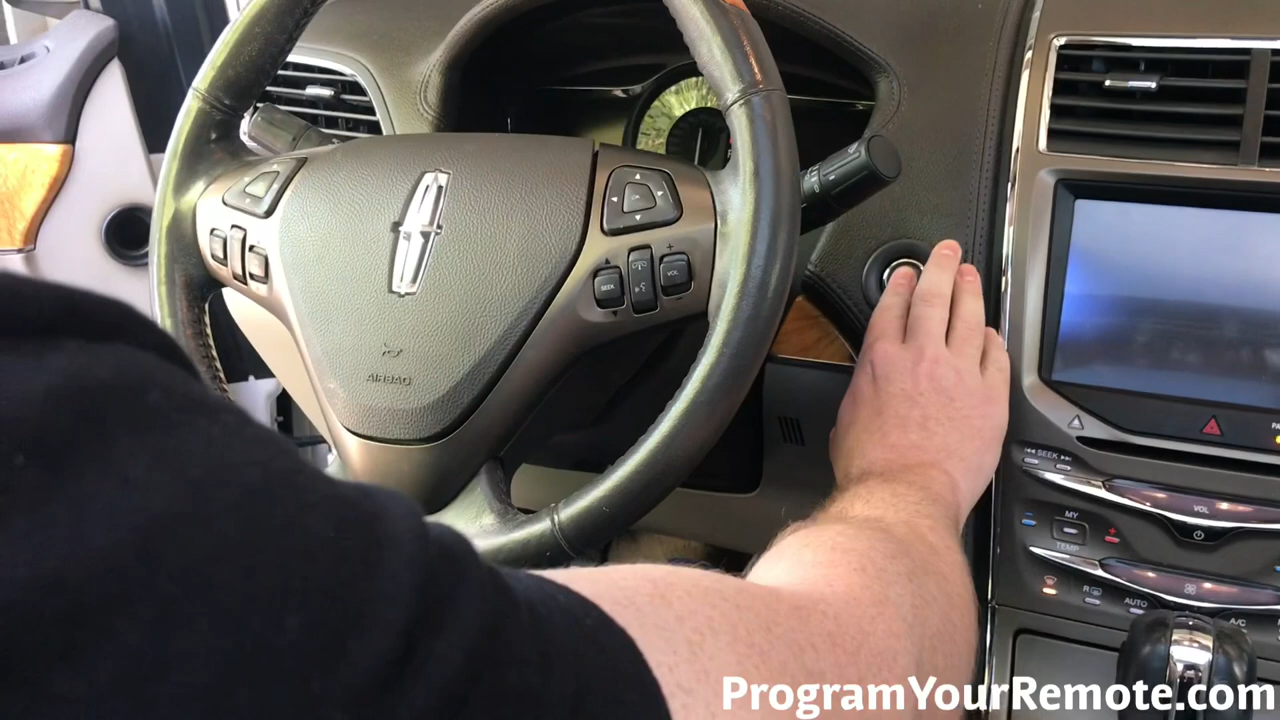 OK
+
SEEK
VOL
-
AIRBAG
SEEK
VOL
MY
+
TEMP
R
AUTO
A/C
ProgramYourRemote.com